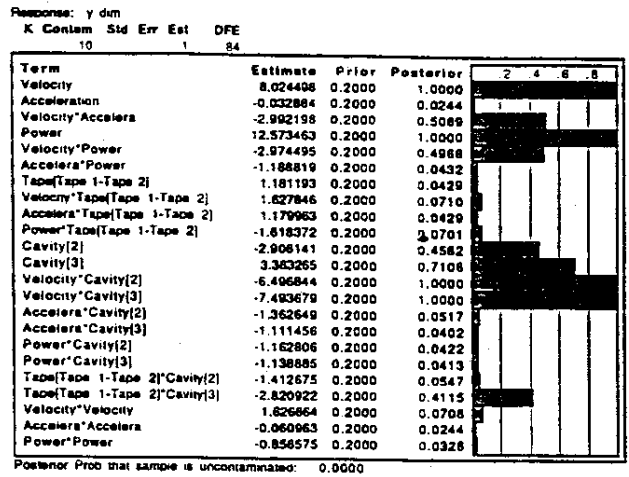 Response: y dim
K Contam Std Err Est DFE
10 1 84
Term Estimate Prior Posterior .2 .4 .6 .8
Velocity 8.024498 0.2000 1.0000
Acceleration -0.032884 0.2000 0.0244
Velocity*Accelera -2.992198 0.2000 0.5089
Power 12.573463 0.2000 1.0000
Velocity*Power -2.974495 0.2000 0.4968
Accelera*Power -1.188819 0.2000 0.0432
Tape[Tape 1-Tape 2] 1.181193 0.2000 0.0429
Velocity*Tape[Tape 1-Tape 2] 1.627846 0.2000 0.0710
Accelera*Tape[Tape 1-Tape 2] 1.179963 0.2000 0.0429
Power*Tape[Tape 1-Tape 2] -1.618372 0.2000 0.0701
Cavity[2] -2.906141 0.2000 0.4562
Cavity[3] 3.383265 0.2000 0.7106
Velocity*Cavity[2] -6.496844 0.2000 1.0000
Velocity*Cavity[3] -7.493679 0.2000 1.0000
Accelera*Cavity[2] -1.362649 0.2000 0.0517
Accelera*Cavity[3] -1.111456 0.2000 0.0402
Power*Cavity[2] -1.162806 0.2000 0.0422
Power*Cavity[3] -1.138885 0.2000 0.0413
Tape[Tape 1-Tape 2]*Cavity[2] -1.412675 0.2000 0.0547
Tape[Tape 1-Tape 2]*Cavity[3] -2.820922 0.2000 0.4115
Velocity*Velocity 1.626864 0.2000 0.0708
Accelera*Accelera -0.060963 0.2000 0.0244
Power*Power -0.856575 0.2000 0.0326
Posterior Prob that sample is uncontaminated: 0.0000